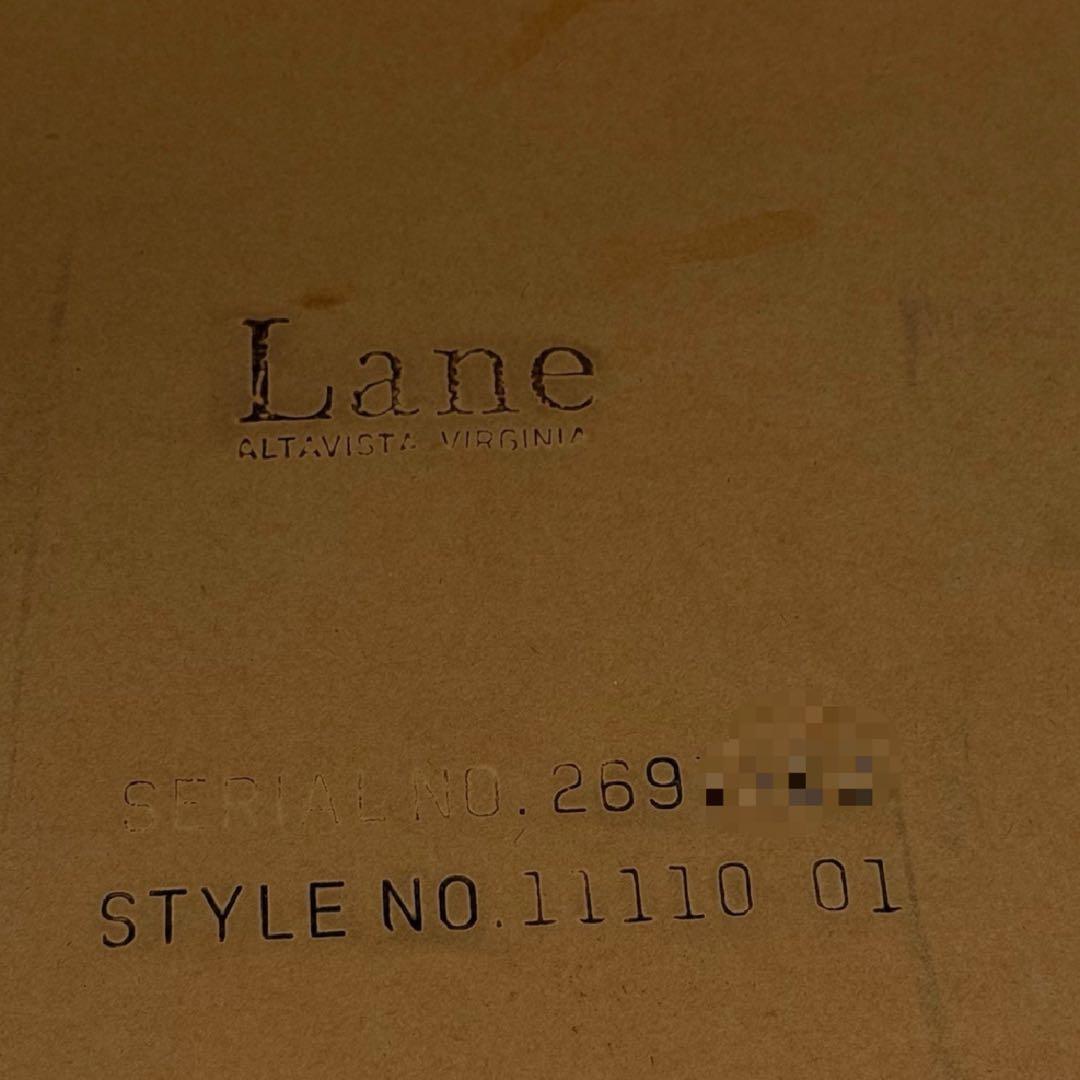 Lane
ALTAVISTA VIRGINIA
SERIAL NO. 269
STYLE NO. 11110 01